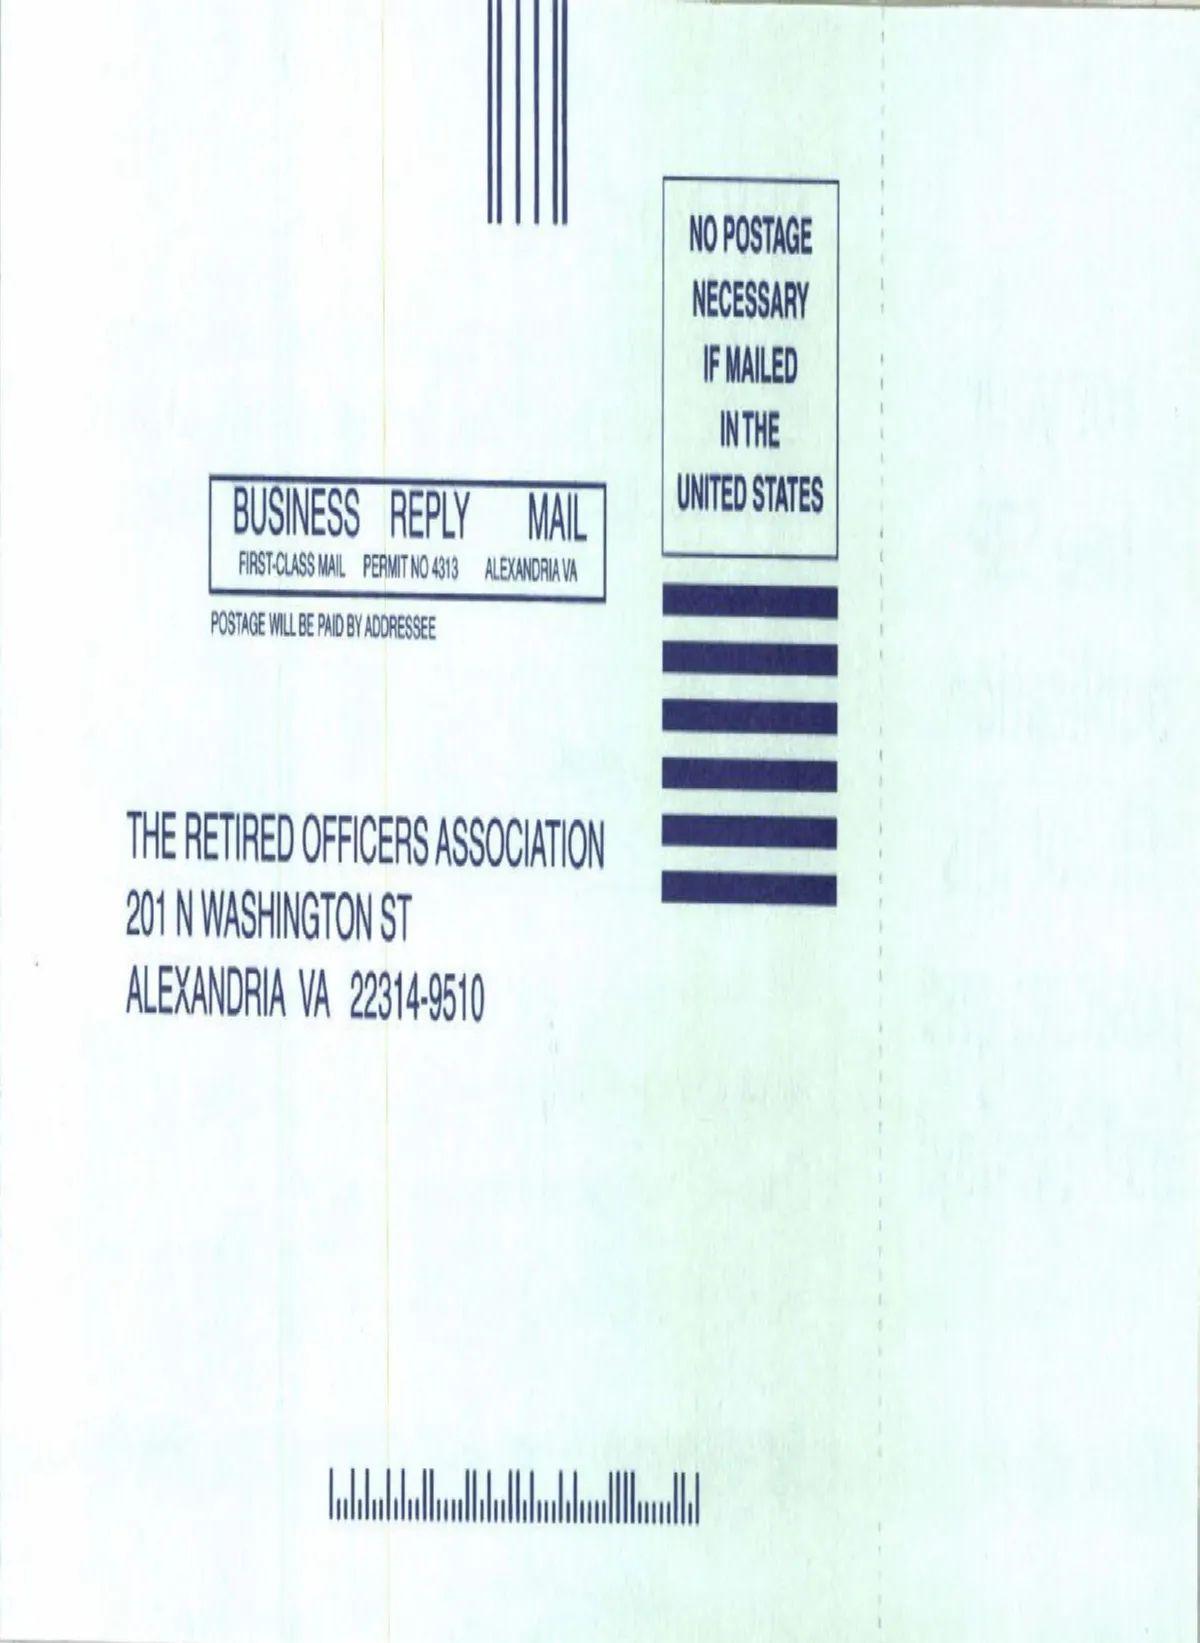 NO POSTAGE
NECESSARY
IF MAILED
IN THE
UNITED STATES
BUSINESS REPLY MAIL
FIRST-CLASS MAIL PERMIT NO 4313 ALEXANDRIA VA
POSTAGE WILL BE PAID BY ADDRESSEE
THE RETIRED OFFICERS ASSOCIATION
201 N WASHINGTON ST
ALEXANDRIA VA 22314-9510